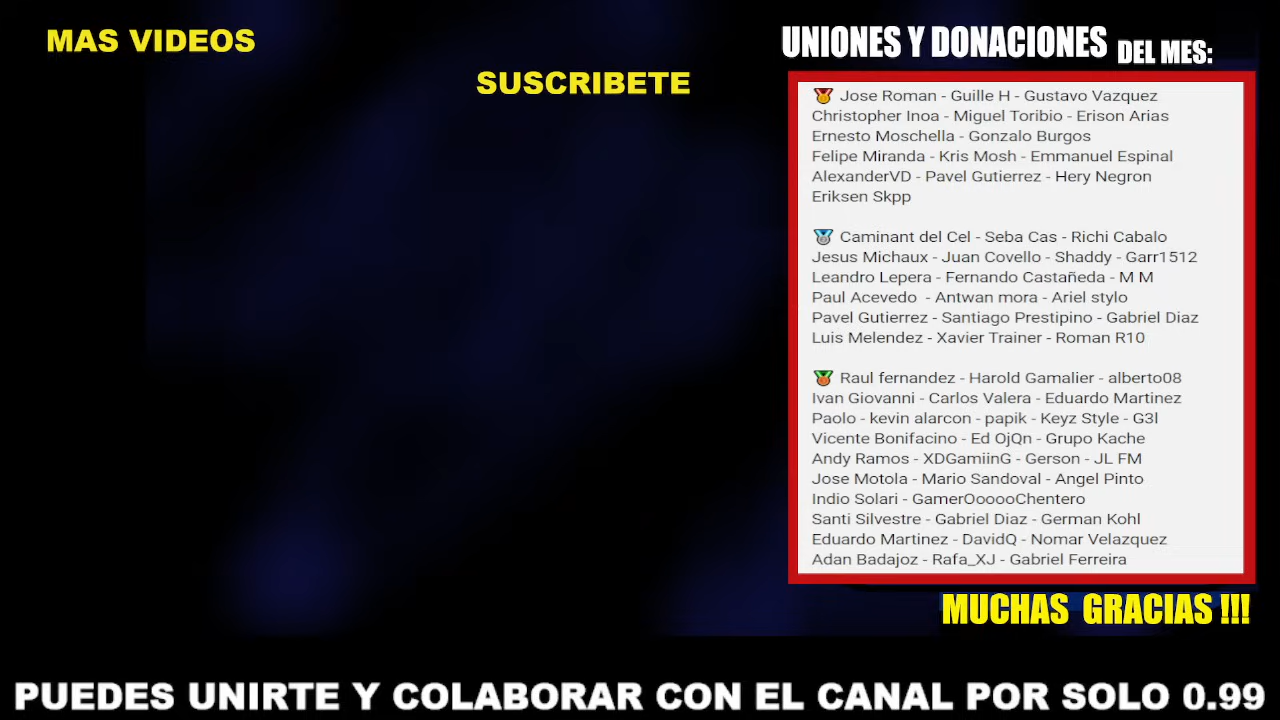 MAS VIDEOS
SUSCRIBETE
UNIONES Y DONACIONES DEL MES:
Jose Roman - Guille H - Gustavo Vazquez
Christopher Inoa - Miguel Toribio - Erison Arias
Ernesto Moschella - Gonzalo Burgos
Felipe Miranda - Kris Mosh - Emmanuel Espinal
AlexanderVD - Pavel Gutierrez - Hery Negron
Eriksen Skpp
Caminant del Cel - Seba Cas - Richi Cabalo
Jesus Michaux - Juan Covello - Shaddy - Garr1512
Leandro Lepera - Fernando Castañeda - M M
Paul Acevedo  - Antwan mora - Ariel stylo
Pavel Gutierrez - Santiago Prestipino - Gabriel Diaz
Luis Melendez - Xavier Trainer - Roman R10
Raul fernandez - Harold Gamalier - alberto08
Ivan Giovanni - Carlos Valera - Eduardo Martinez
Paolo - kevin alarcon - papik - Keyz Style - G3l
Vicente Bonifacino - Ed OjQn - Grupo Kache
Andy Ramos - XDGamiinG - Gerson - JL FM
Jose Motola - Mario Sandoval - Angel Pinto
Indio Solari - GamerOooooChentero
Santi Silvestre - Gabriel Diaz - German Kohl
Eduardo Martinez - DavidQ - Nomar Velazquez
Adan Badajoz - Rafa_XJ - Gabriel Ferreira
MUCHAS GRACIAS !!!
PUEDES UNIRTE Y COLABORAR CON EL CANAL POR SOLO 0.99